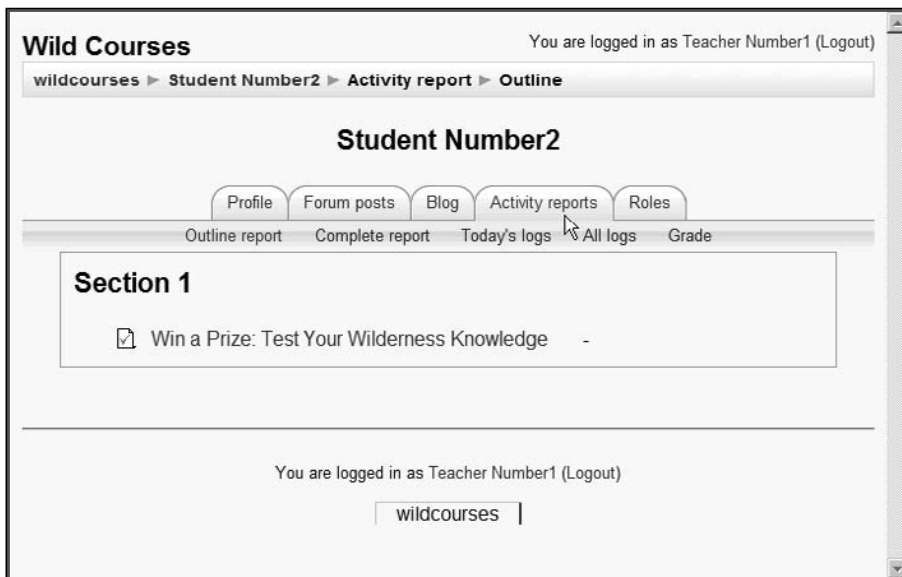 Wild Courses
You are logged in as Teacher Number1 (Logout)
wildcourses ► Student Number2 ► Activity report ► Outline
Student Number2
Profile Forum posts Blog Activity reports Roles
Outline report Complete report Today's logs All logs Grade
Section 1
Win a Prize: Test Your Wilderness Knowledge -
You are logged in as Teacher Number1 (Logout)
wildcourses